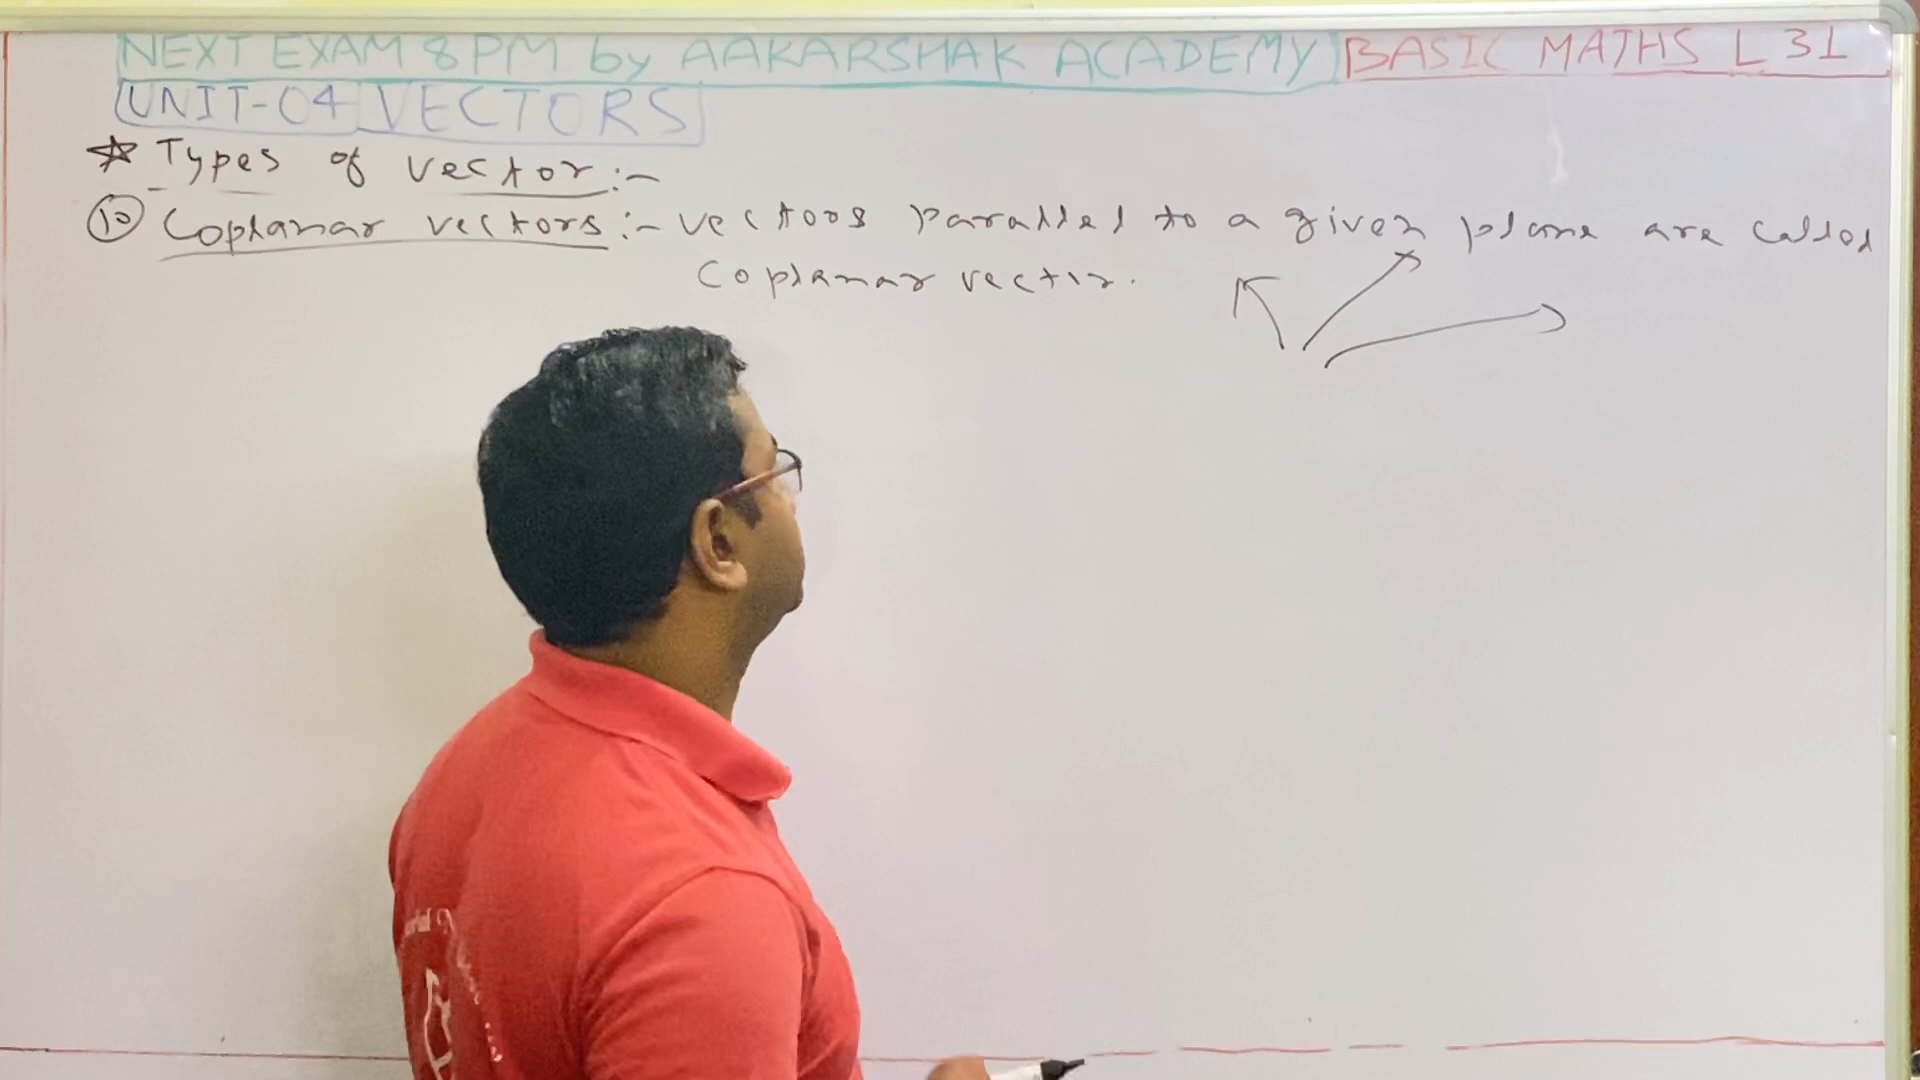 NEXT EXAM 8PM by AAKARSHAK ACADEMY BASIC MATHS L 31
UNIT-04 VECTORS
☆ Types of vector:-
⑩ Coplanar vectors:- vectors parallel to a given plane are called
Coplanar vector.